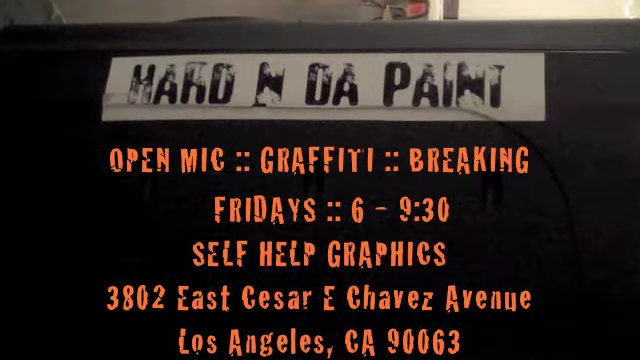 HARD N DA PAINT
OPEN MIC :: GRAFFITI :: BREAKING
FRIDAYS :: 6 - 9:30
SELF HELP GRAPHICS
3802 East Cesar E Chavez Avenue
Los Angeles, CA 90063